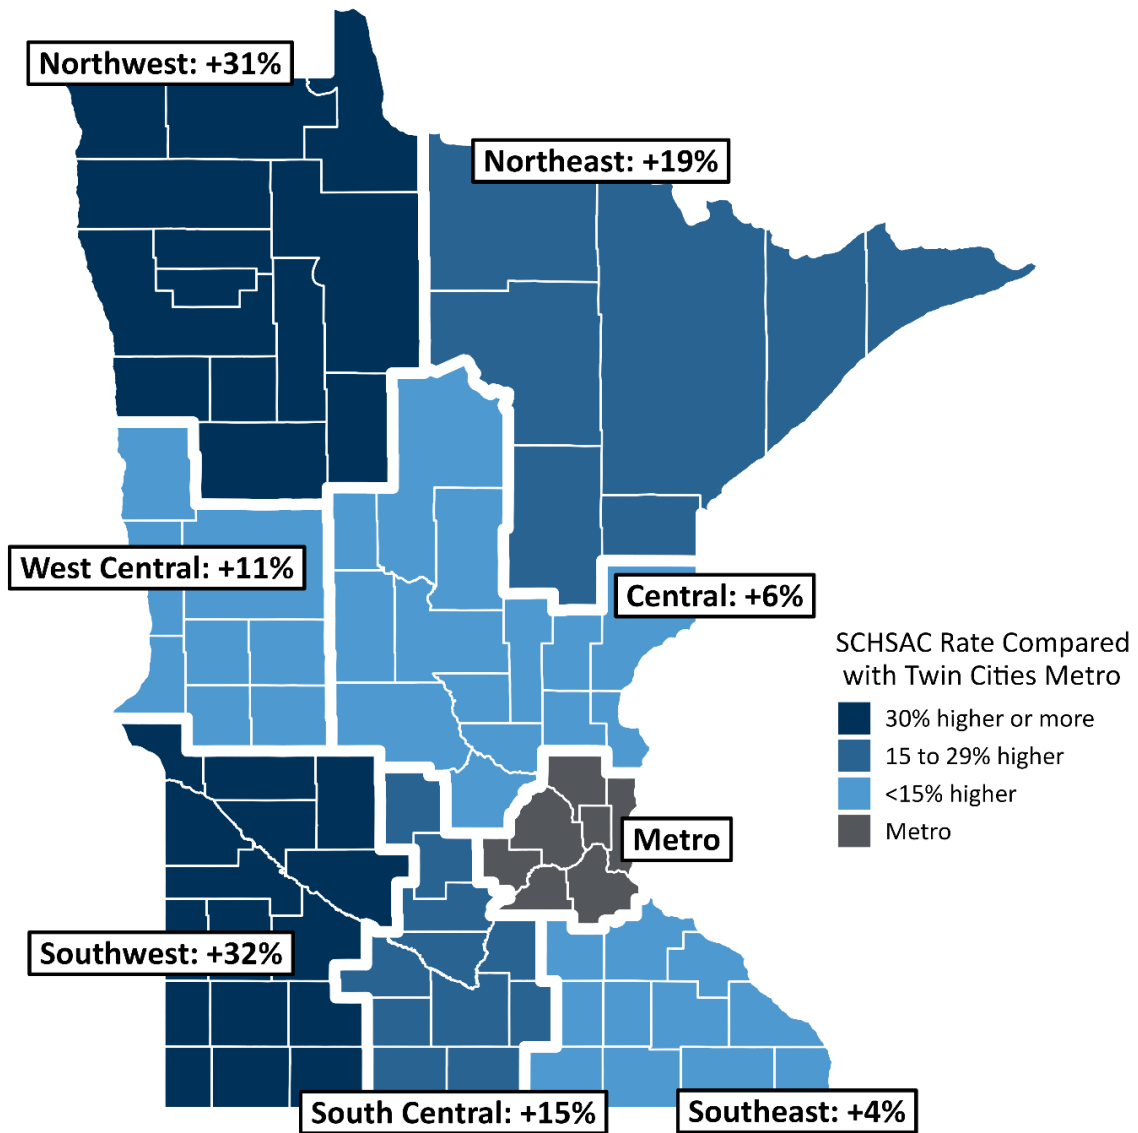 Northwest: +31%
Northeast: +19%
West Central: +11%
Central: +6%
SCHSAC Rate Compared
with Twin Cities Metro
30% higher or more
15 to 29% higher
<15% higher
Metro
Metro
Southwest: +32%
South Central: +15%
Southeast: +4%